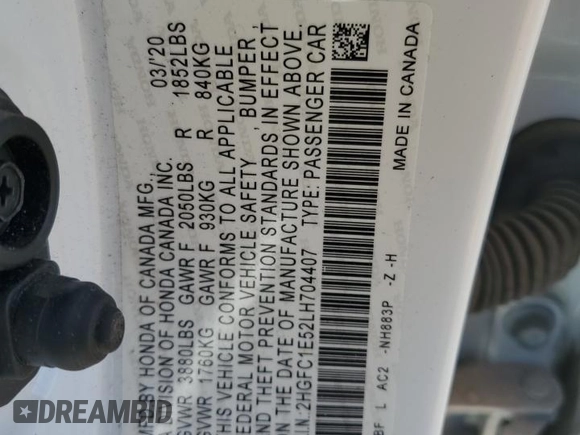 MFD. BY HONDA OF CANADA MFG., 03/'20
A DIVISION OF HONDA CANADA INC.
GVWR 3880LBS GAWR F 2050LBS R 1852LBS
GVWR 1760KG GAWR F 930KG R 840KG
THIS VEHICLE CONFORMS TO ALL APPLICABLE
FEDERAL MOTOR VEHICLE SAFETY, BUMPER,
AND THEFT PREVENTION STANDARDS IN EFFECT
ON THE DATE OF MANUFACTURE SHOWN ABOVE.
2HGFC1E52LH704407 TYPE: PASSENGER CAR
BF L AC2 -NH883P -Z -H
MADE IN CANADA
DREAMBID